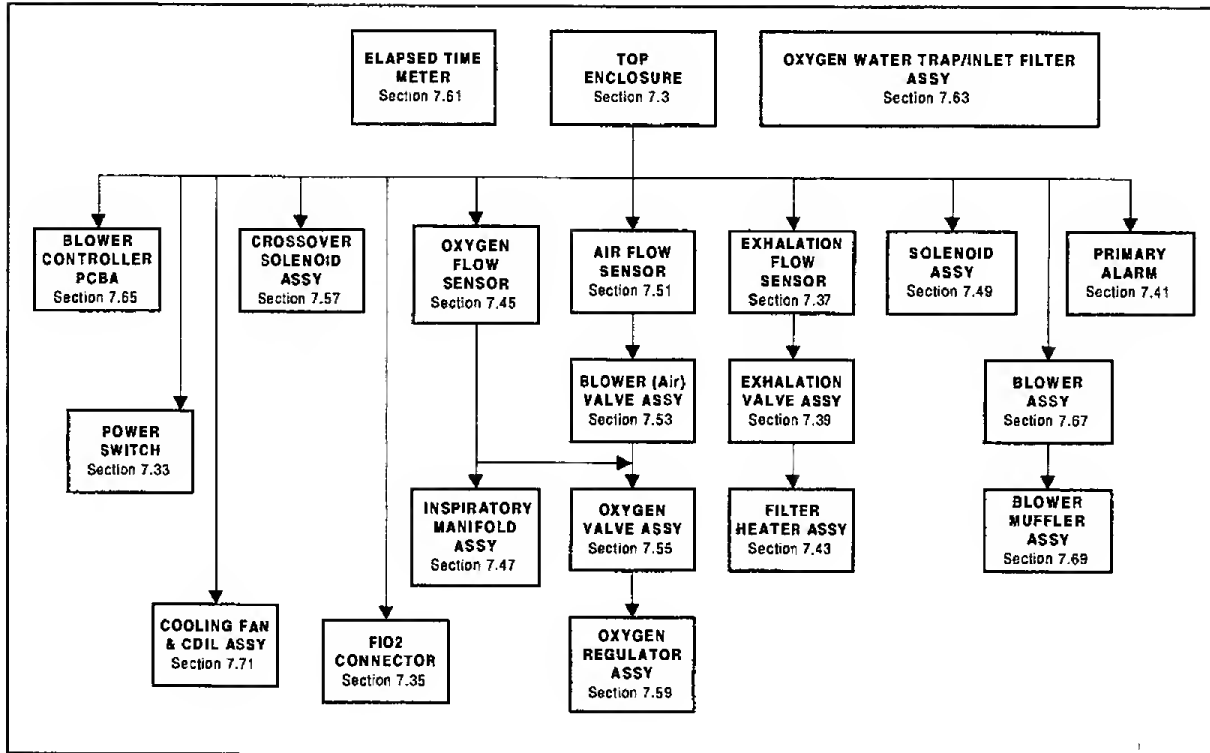 ELAPSED TIME
METER
Section 7.61
TOP
ENCLOSURE
Section 7.3
OXYGEN WATER TRAP/INLET FILTER
ASSY
Section 7.63
BLOWER
CONTROLLER
PCBA
Section 7.65
CROSSOVER
SOLENOID ASSY
Section 7.57
OXYGEN
FLOW
SENSOR
Section 7.45
AIR FLOW
SENSOR
Section 7.51
EXHALATION
FLOW
SENSOR
Section 7.37
SOLENOID
ASSY
Section 7.49
PRIMARY
ALARM
Section 7.41
POWER
SWITCH
Section 7.33
BLOWER (Air)
VALVE ASSY
Section 7.53
EXHALATION
VALVE ASSY
Section 7.39
BLOWER
ASSY
Section 7.67
INSPIRATORY
MANIFOLD
ASSY
Section 7.47
OXYGEN
VALVE ASSY
Section 7.55
FILTER
HEATER ASSY
Section 7.43
BLOWER
MUFFLER
ASSY
Section 7.69
COOLING FAN
& CDIL ASSY
Section 7.71
FIO2
CONNECTOR
Section 7.35
OXYGEN
REGULATOR
ASSY
Section 7.59